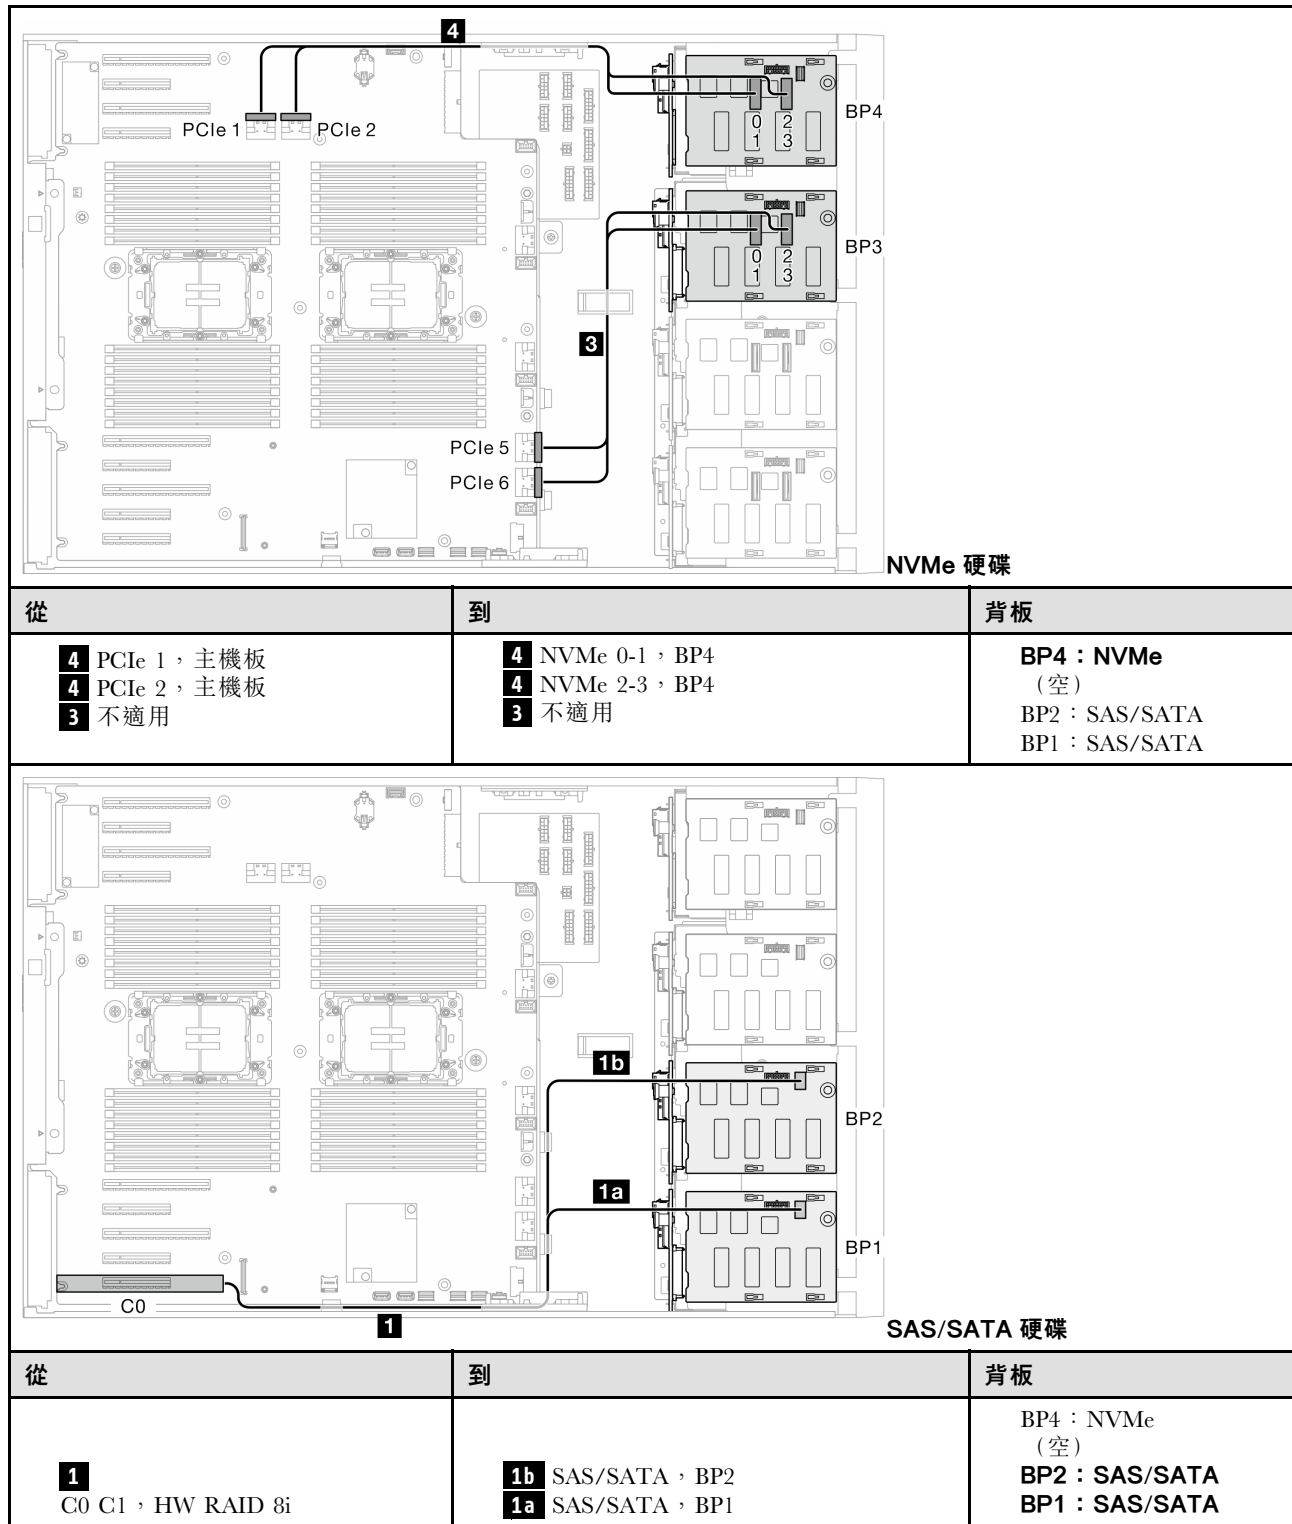 4
PCIe 1
PCIe 2
0
1
2
3
BP4
0
1
2
3
BP3
3
PCIe 5
PCIe 6
NVMe 硬碟
從
到
背板
4 PCIe 1，主機板
4 PCIe 2，主機板
3 不適用
4 NVMe 0-1，BP4
4 NVMe 2-3，BP4
3 不適用
BP4：NVMe
（空）
BP2：SAS/SATA
BP1：SAS/SATA
1b
BP2
1a
BP1
C0
1
SAS/SATA 硬碟
從
到
背板
1
C0 C1，HW RAID 8i
1b SAS/SATA，BP2
1a SAS/SATA，BP1
BP4：NVMe
（空）
BP2：SAS/SATA
BP1：SAS/SATA